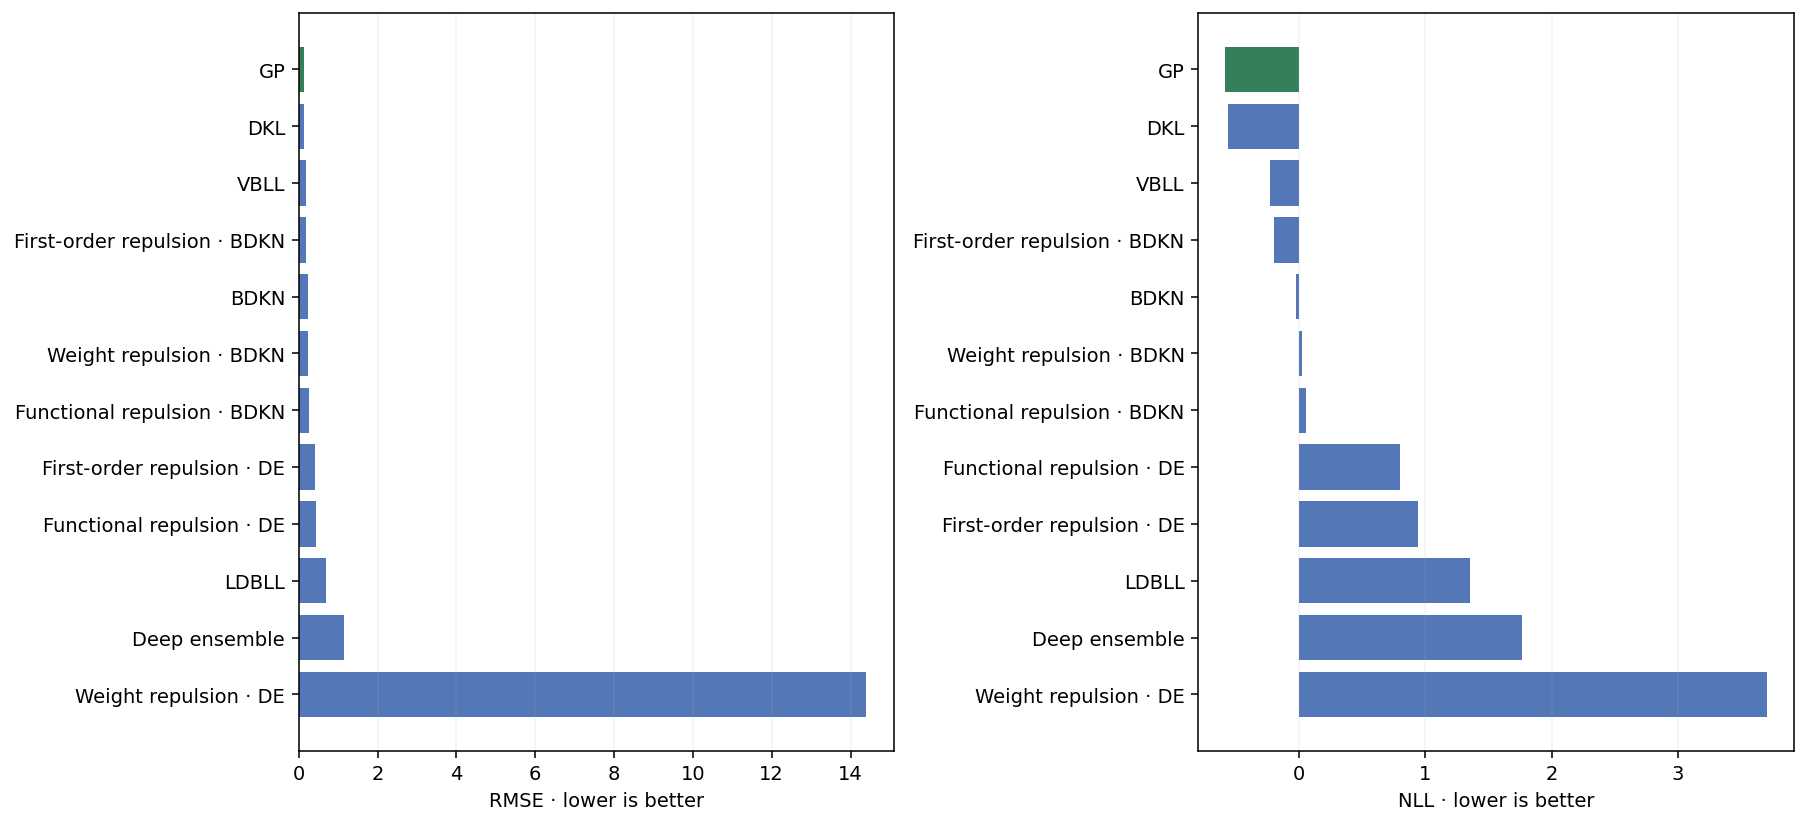 GP
DKL
VBLL
First-order repulsion · BDKN
BDKN
Weight repulsion · BDKN
Functional repulsion · BDKN
First-order repulsion · DE
Functional repulsion · DE
LDBLL
Deep ensemble
Weight repulsion · DE
0 2 4 6 8 10 12 14
RMSE · lower is better
GP
DKL
VBLL
First-order repulsion · BDKN
BDKN
Weight repulsion · BDKN
Functional repulsion · BDKN
Functional repulsion · DE
First-order repulsion · DE
LDBLL
Deep ensemble
Weight repulsion · DE
0 1 2 3
NLL · lower is better